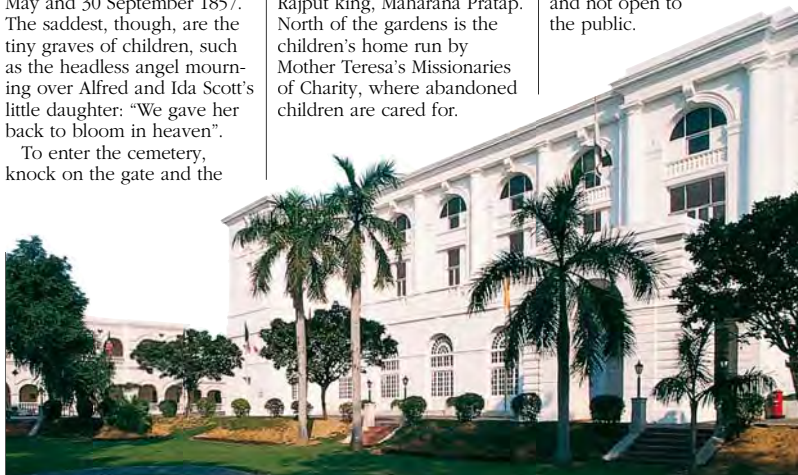 May and 30 September 1857.
The saddest, though, are the
tiny graves of children, such
as the headless angel mourn-
ing over Alfred and Ida Scott's
little daughter: “We gave her
back to bloom in heaven”.
To enter the cemetery,
knock on the gate and the
Rajput king, Maharana Pratap.
North of the gardens is the
children's home run by
Mother Teresa's Missionaries
of Charity, where abandoned
children are cared for.
and not open to
the public.